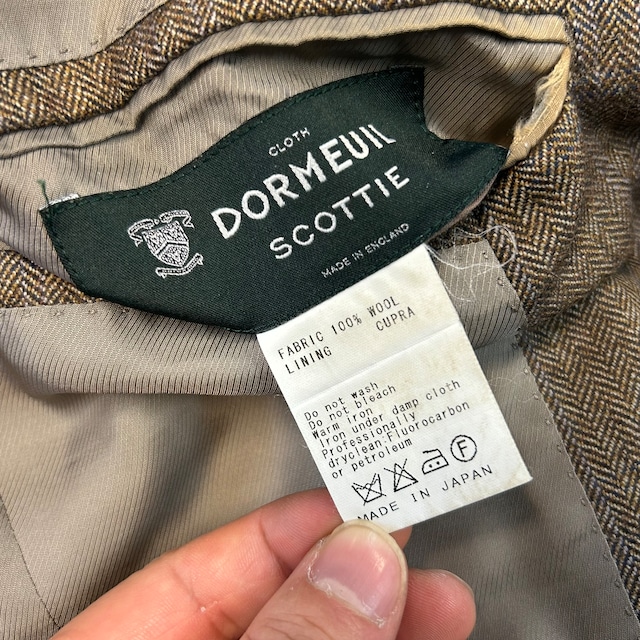 CLOTH
DORMEUIL
SCOTTIE
MADE IN ENGLAND
FABRIC 100% WOOL
LINING CUPRA
Do not wash
Do not bleach
Warm Iron
Iron under damp cloth
Professionally
dryclean:Fluorocarbon
or petroleum
F
MADE IN JAPAN